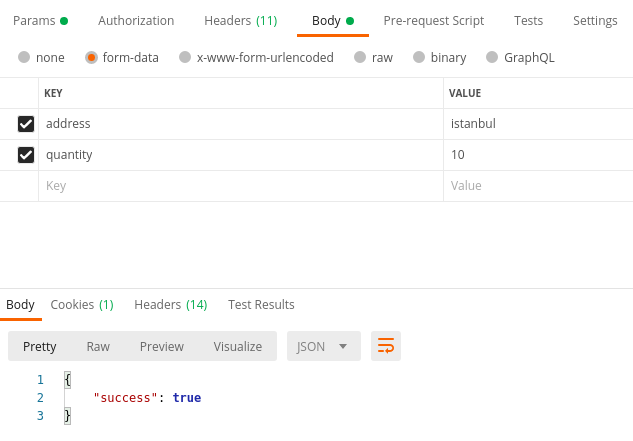 Params Authorization Headers (11) Body Pre-request Script Tests Settings
none form-data x-www-form-urlencoded raw binary GraphQL
KEY VALUE
address istanbul
quantity 10
Key Value
Body Cookies (1) Headers (14) Test Results
Pretty Raw Preview Visualize JSON
1 {
2 "success": true
3 }